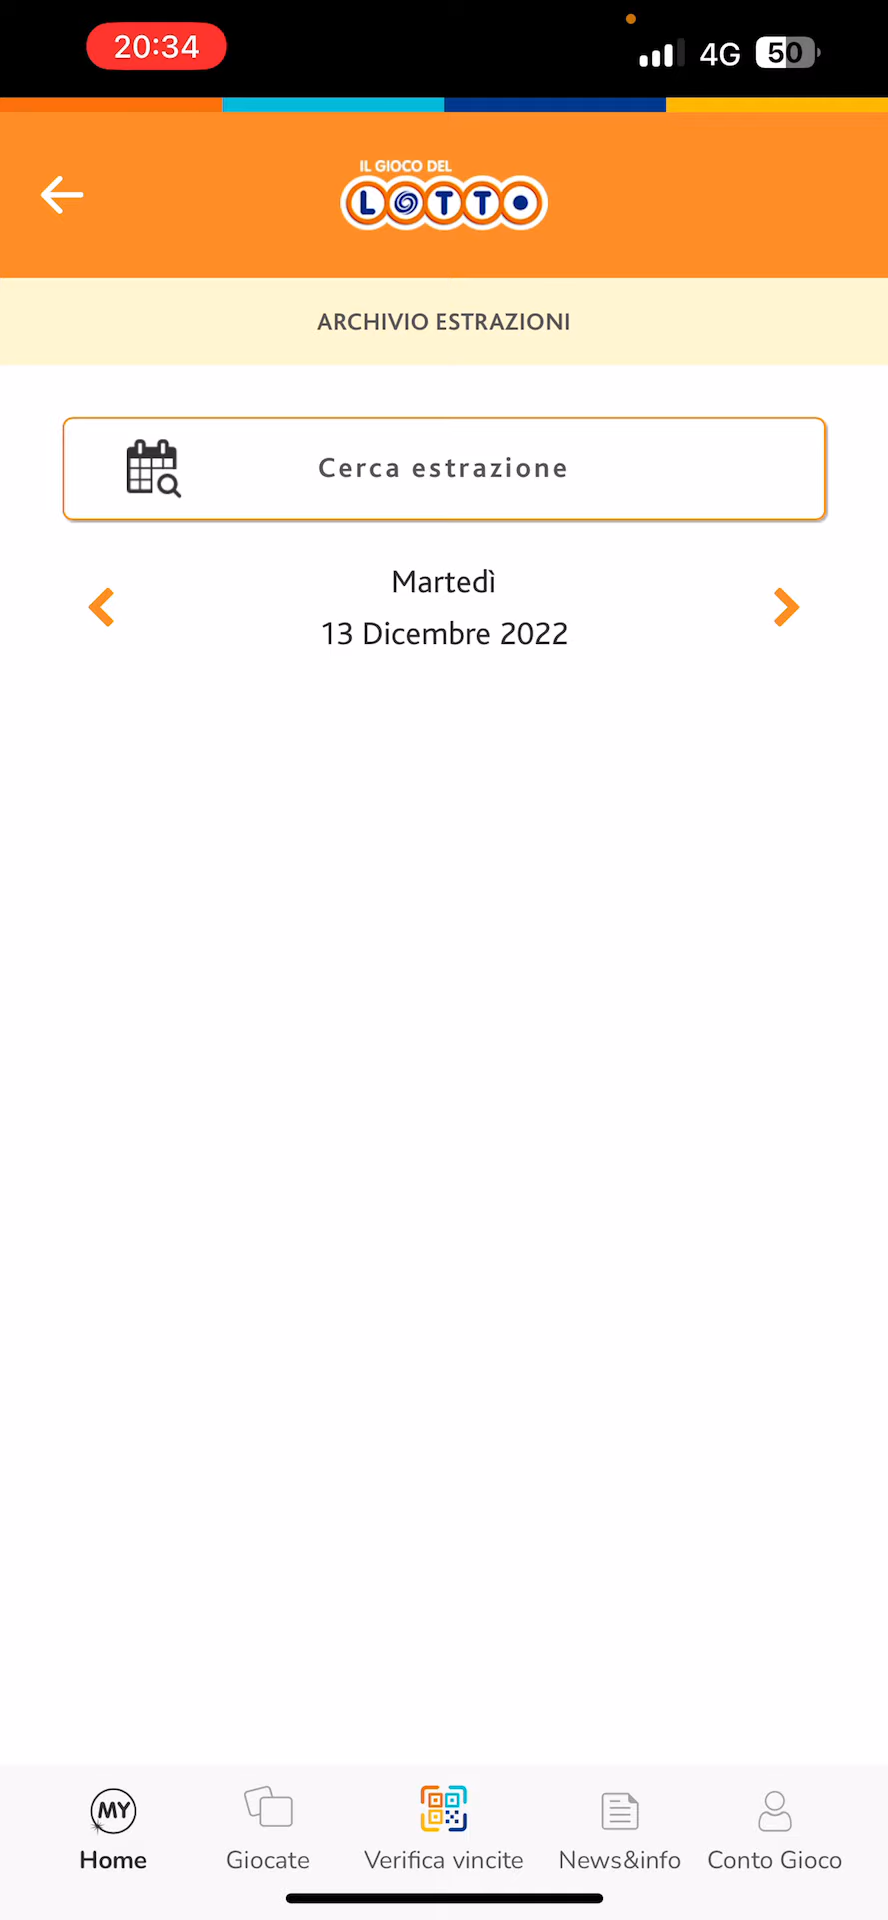 20:34
4G
50
IL GIOCO DEL
LOTTO
ARCHIVIO ESTRAZIONI
Cerca estrazione
Martedì
13 Dicembre 2022
MY
Home
Giocate
Verifica vincite
News&info
Conto Gioco